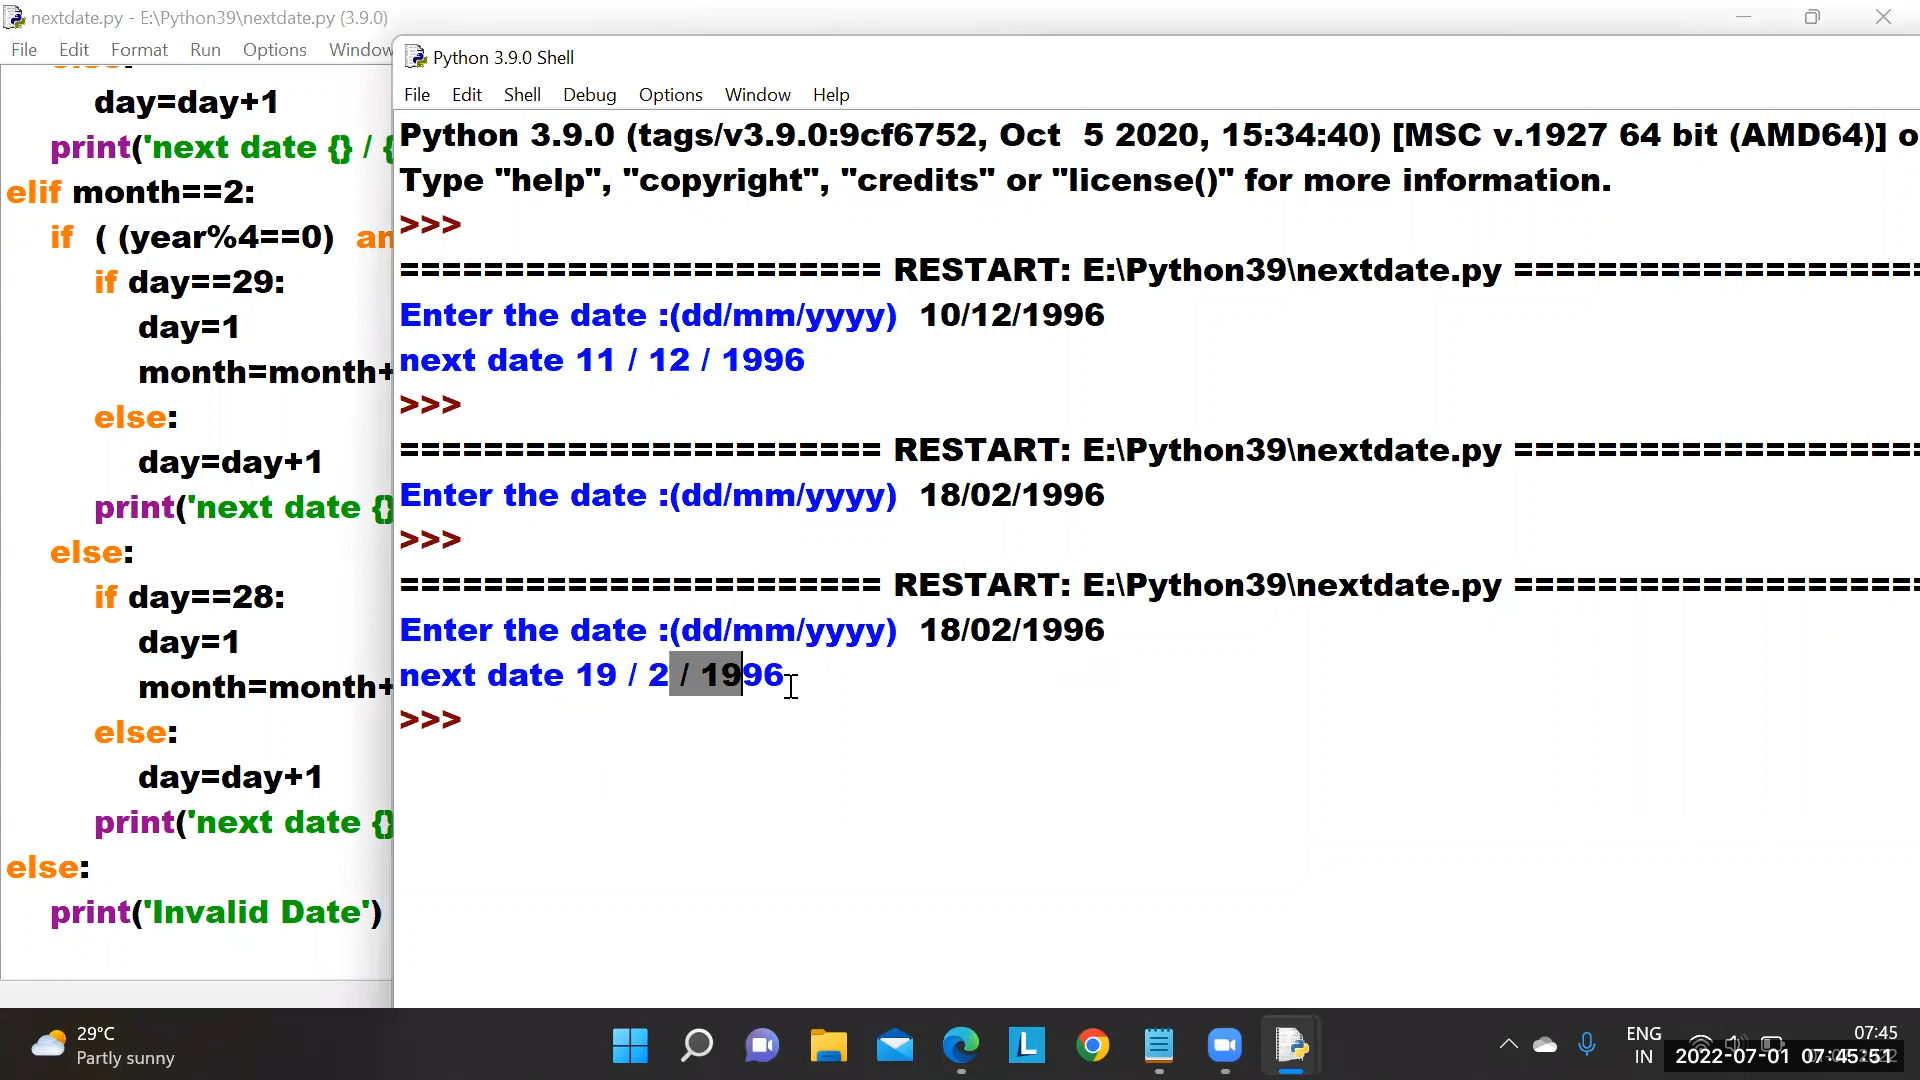 nextdate.py - E:\Python39\nextdate.py (3.9.0)
File Edit Format Run Options Window
day=day+1
print('next date {} / {
elif month==2:
if ( (year%4==0) an
if day==29:
day=1
month=month+
else:
day=day+1
print('next date {}
else:
if day==28:
day=1
month=month+
else:
day=day+1
print('next date {}
else:
print('Invalid Date')
Python 3.9.0 Shell
File Edit Shell Debug Options Window Help
Python 3.9.0 (tags/v3.9.0:9cf6752, Oct  5 2020, 15:34:40) [MSC v.1927 64 bit (AMD64)] o
Type "help", "copyright", "credits" or "license()" for more information.
>>>
======================= RESTART: E:\Python39\nextdate.py ====================
Enter the date :(dd/mm/yyyy)  10/12/1996
next date 11 / 12 / 1996
>>>
======================= RESTART: E:\Python39\nextdate.py ====================
Enter the date :(dd/mm/yyyy)  18/02/1996
>>>
======================= RESTART: E:\Python39\nextdate.py ====================
Enter the date :(dd/mm/yyyy)  18/02/1996
next date 19 / 2 / 1996
>>>
29°C
Partly sunny
L
ENG
IN
07:45
2022-07-01 07:45:51